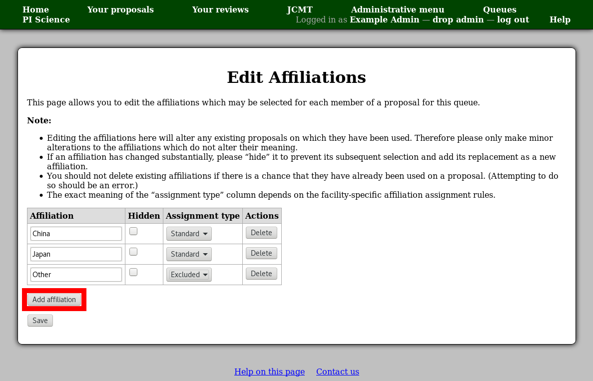 Home Your proposals Your reviews JCMT Administrative menu Queues
PI Science Logged in as Example Admin — drop admin — log out Help
Edit Affiliations
This page allows you to edit the affiliations which may be selected for each member of a proposal for this queue.
Note:
• Editing the affiliations here will alter any existing proposals on which they have been used. Therefore please only make minor
alterations to the affiliations which do not alter their meaning.
• If an affiliation has changed substantially, please “hide” it to prevent its subsequent selection and add its replacement as a new
affiliation.
• You should not delete existing affiliations if there is a chance that they have already been used on a proposal. (Attempting to do
so should be an error.)
• The exact meaning of the “assignment type” column depends on the facility-specific affiliation assignment rules.
Affiliation Hidden Assignment type Actions
China Standard Delete
Japan Standard Delete
Other Excluded Delete
Add affiliation
Save
Help on this page Contact us